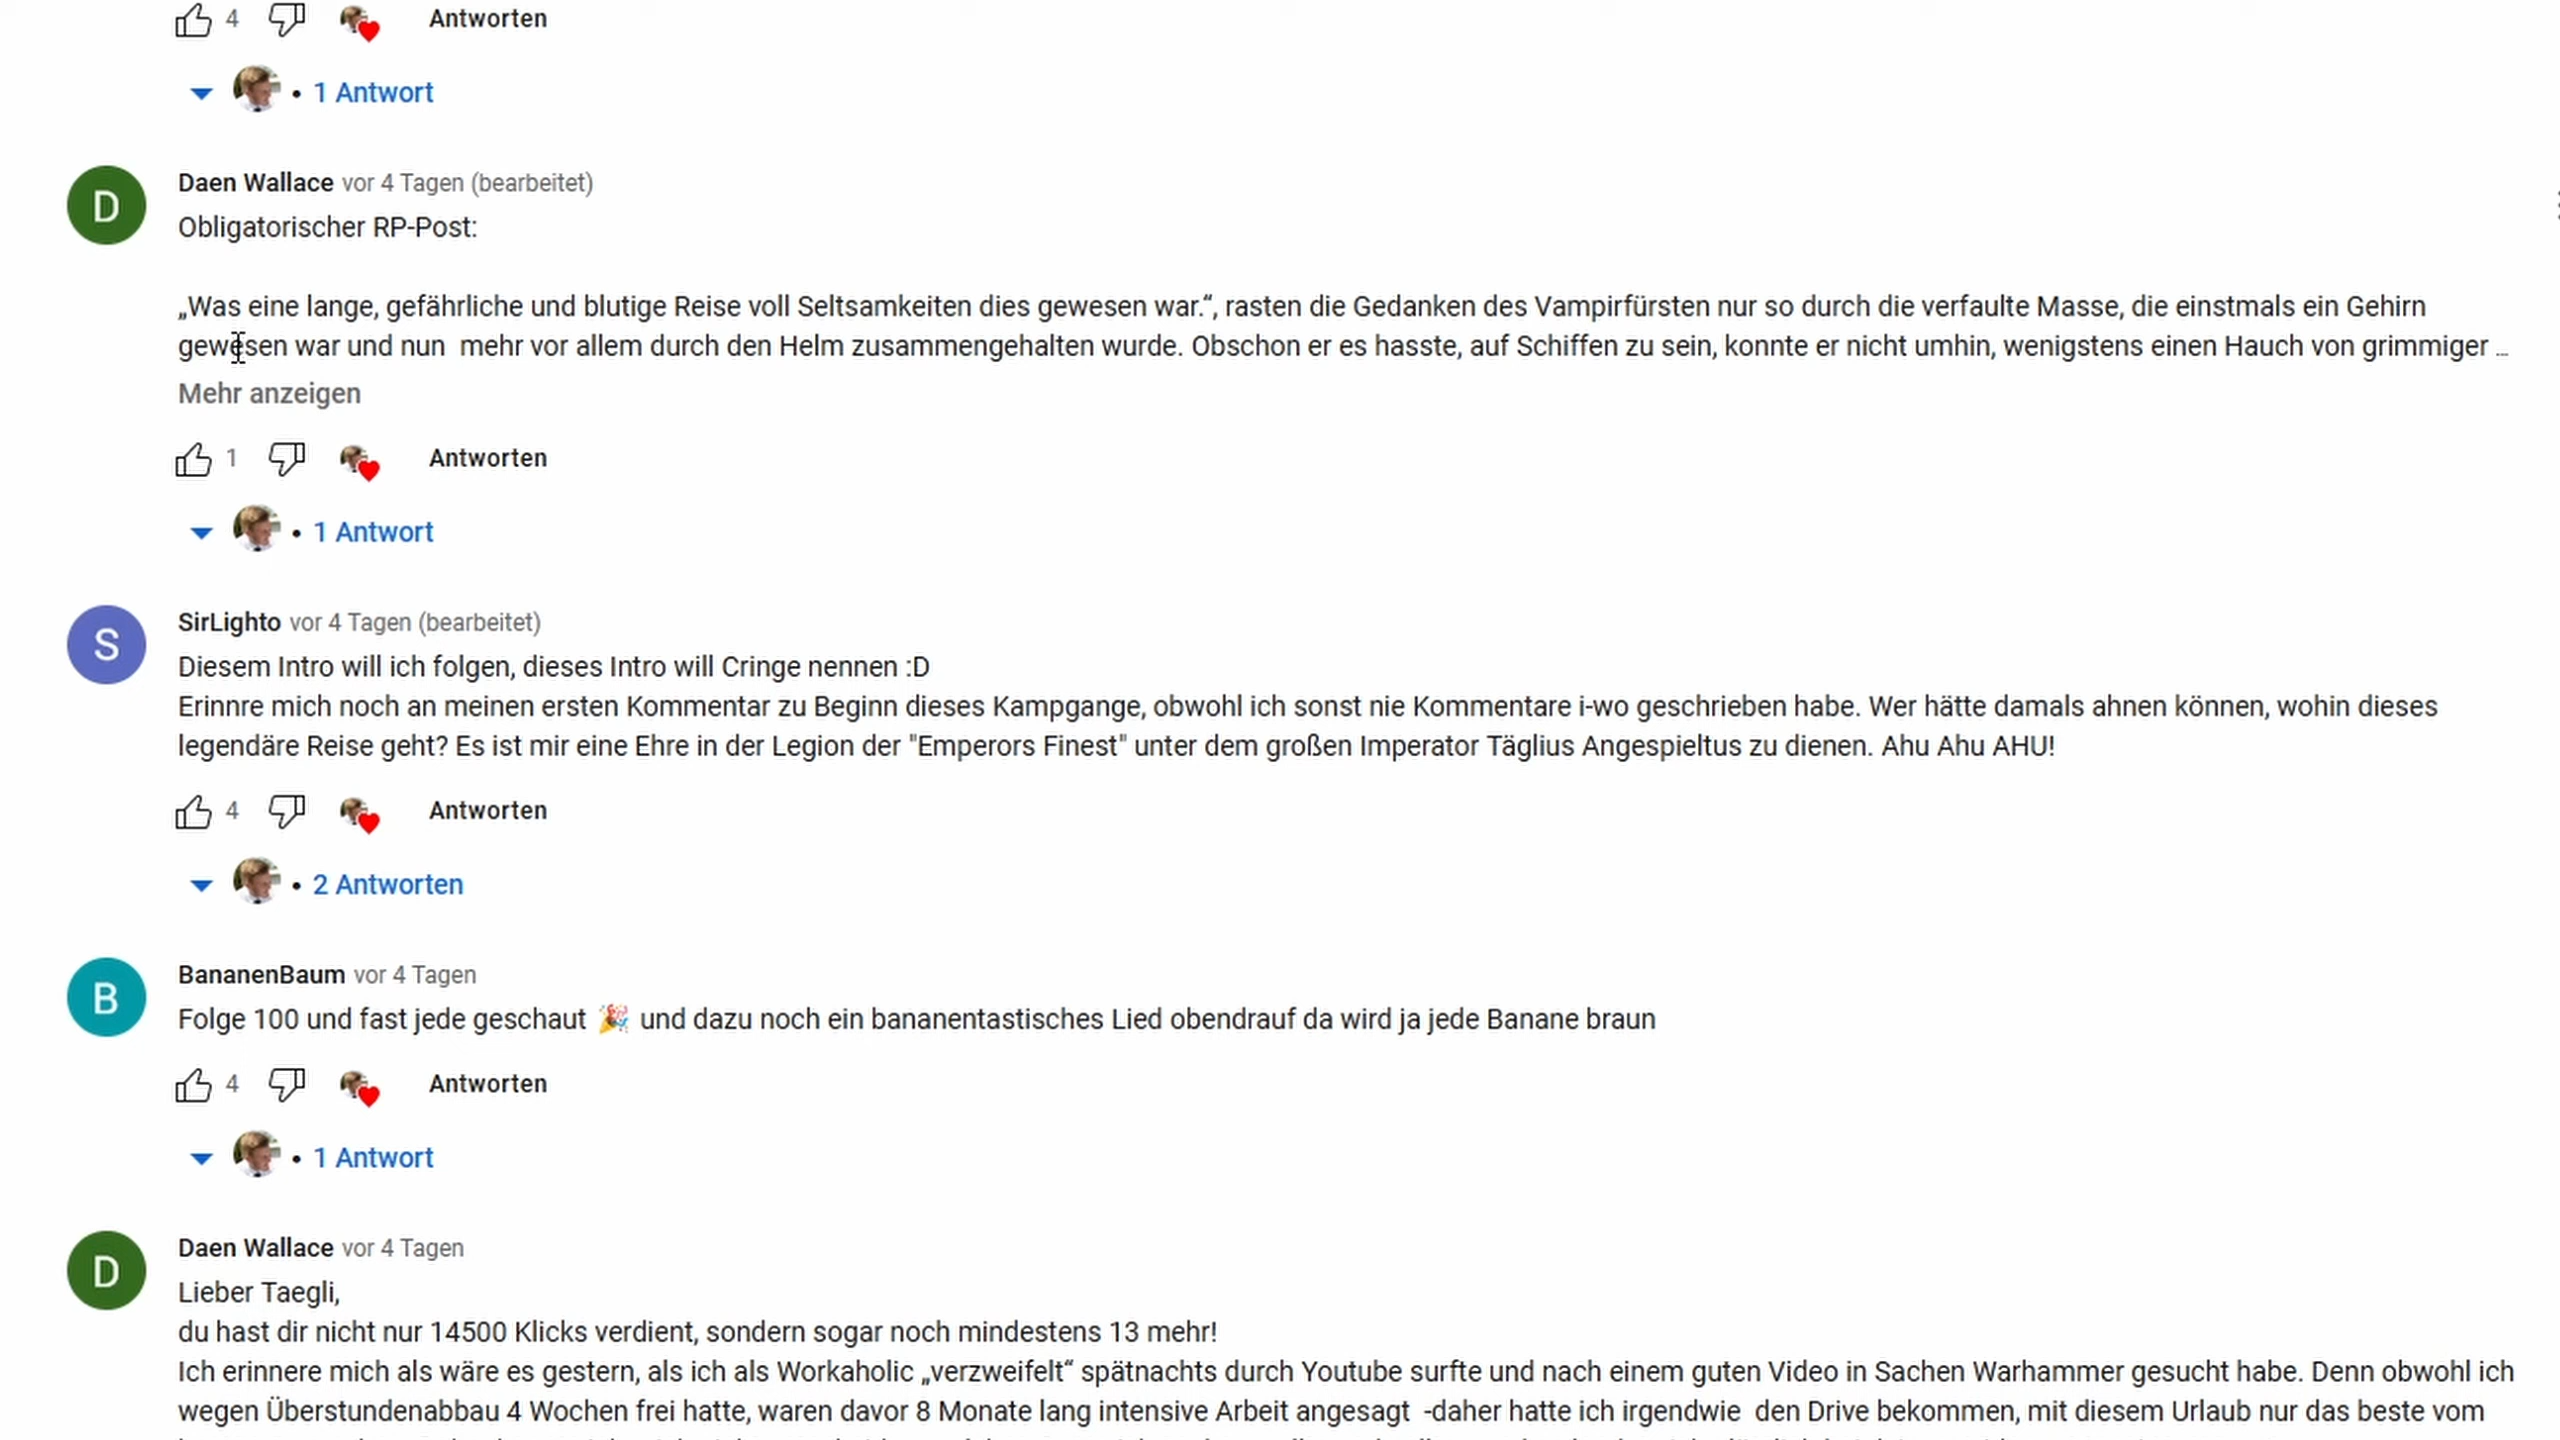 4 Antworten
1 Antwort
D
Daen Wallace vor 4 Tagen (bearbeitet)
Obligatorischer RP-Post:
„Was eine lange, gefährliche und blutige Reise voll Seltsamkeiten dies gewesen war.“, rasten die Gedanken des Vampirfürsten nur so durch die verfaulte Masse, die einstmals ein Gehirn
gewesen war und nun  mehr vor allem durch den Helm zusammengehalten wurde. Obschon er es hasste, auf Schiffen zu sein, konnte er nicht umhin, wenigstens einen Hauch von grimmiger ...
Mehr anzeigen
1 Antworten
1 Antwort
S
SirLighto vor 4 Tagen (bearbeitet)
Diesem Intro will ich folgen, dieses Intro will Cringe nennen :D
Erinnre mich noch an meinen ersten Kommentar zu Beginn dieses Kampgange, obwohl ich sonst nie Kommentare i-wo geschrieben habe. Wer hätte damals ahnen können, wohin dieses
legendäre Reise geht? Es ist mir eine Ehre in der Legion der "Emperors Finest" unter dem großen Imperator Täglius Angespieltus zu dienen. Ahu Ahu AHU!
4 Antworten
2 Antworten
B
BananenBaum vor 4 Tagen
Folge 100 und fast jede geschaut 🎉 und dazu noch ein bananentastisches Lied obendrauf da wird ja jede Banane braun
4 Antworten
1 Antwort
D
Daen Wallace vor 4 Tagen
Lieber Taegli,
du hast dir nicht nur 14500 Klicks verdient, sondern sogar noch mindestens 13 mehr!
Ich erinnere mich als wäre es gestern, als ich als Workaholic „verzweifelt“ spätnachts durch Youtube surfte und nach einem guten Video in Sachen Warhammer gesucht habe. Denn obwohl ich
wegen Überstundenabbau 4 Wochen frei hatte, waren davor 8 Monate lang intensive Arbeit angesagt  -daher hatte ich irgendwie  den Drive bekommen, mit diesem Urlaub nur das beste vom